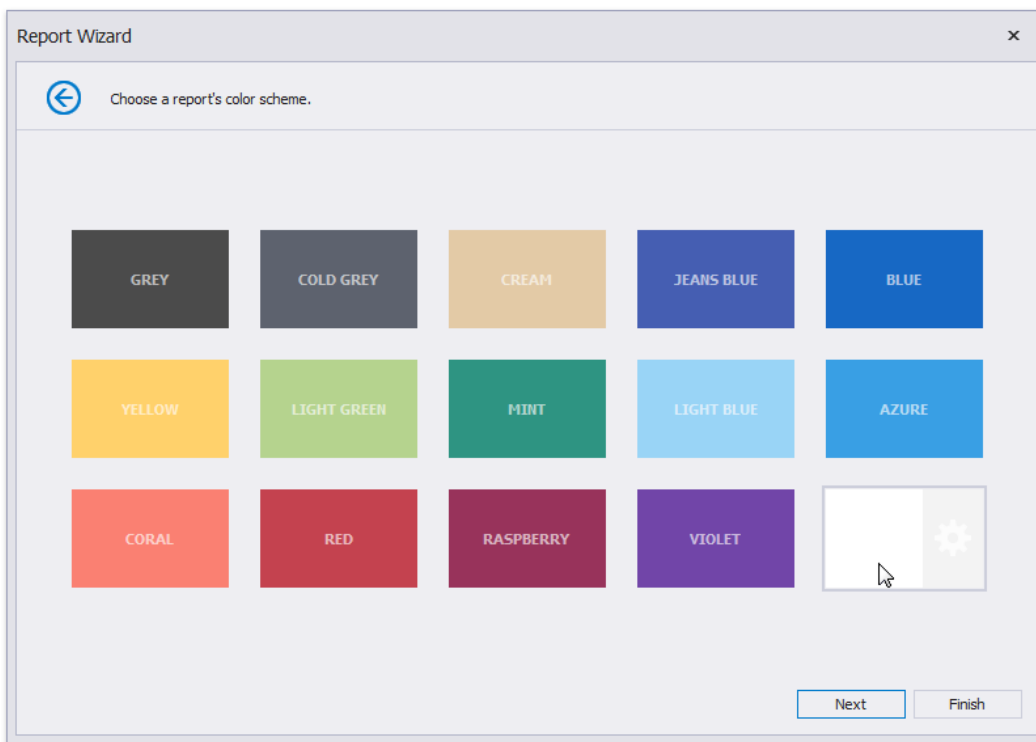 Report Wizard
Choose a report's color scheme.
GREY
COLD GREY
CREAM
JEANS BLUE
BLUE
YELLOW
LIGHT GREEN
MINT
LIGHT BLUE
AZURE
CORAL
RED
RASPBERRY
VIOLET
Next
Finish